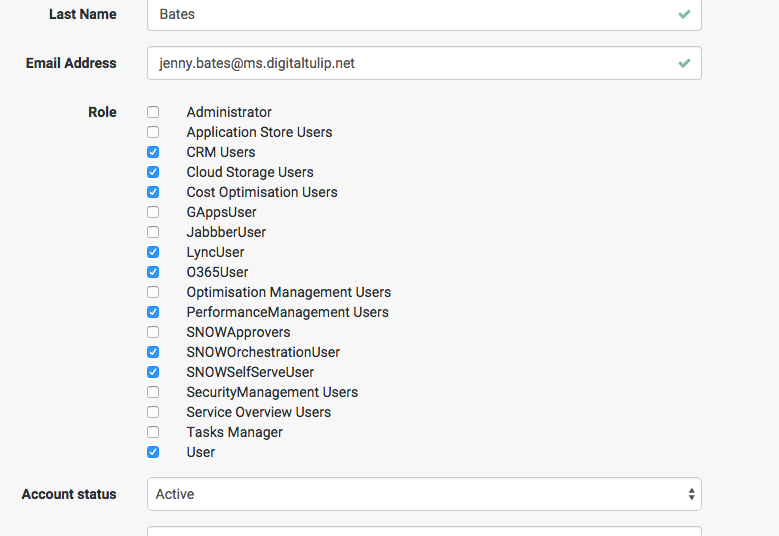 Last Name Bates
Email Address jenny.bates@ms.digitaltulip.net
Role Administrator
Application Store Users
CRM Users
Cloud Storage Users
Cost Optimisation Users
GAppsUser
JabbberUser
LyncUser
O365User
Optimisation Management Users
PerformanceManagement Users
SNOWApprovers
SNOWOrchestrationUser
SNOWSelfServeUser
SecurityManagement Users
Service Overview Users
Tasks Manager
User
Account status Active